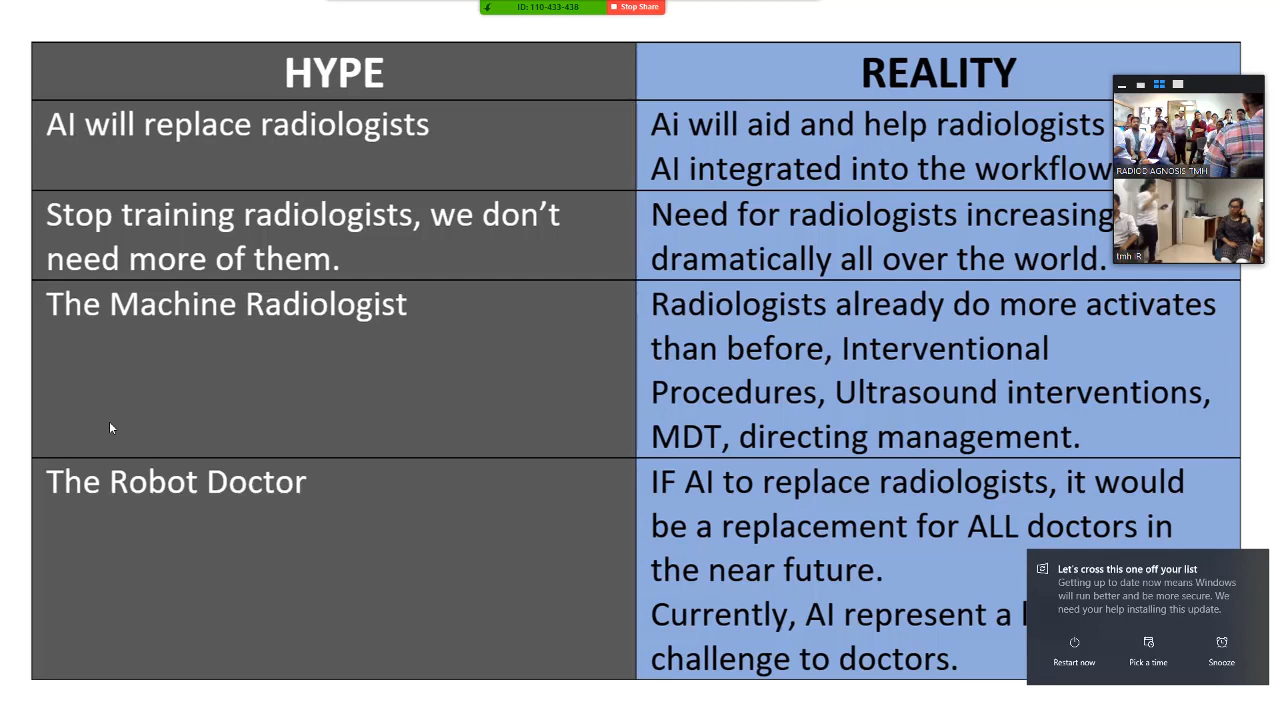 ID: 110-433-438
Stop Share
HYPE
REALITY
AI will replace radiologists
Ai will aid and help radiologists
AI integrated into the workflow
Stop training radiologists, we don't
need more of them.
Need for radiologists increasing
dramatically all over the world.
The Machine Radiologist
Radiologists already do more activates
than before, Interventional
Procedures, Ultrasound interventions,
MDT, directing management.
The Robot Doctor
IF AI to replace radiologists, it would
be a replacement for ALL doctors in
the near future.
Currently, AI represent a
challenge to doctors.
RADIOD AGNOSIS TMH
tmh IR
Let's cross this one off your list
Getting up to date now means Windows
will run better and be more secure. We
need your help installing this update.
Restart now
Pick a time
Snooze